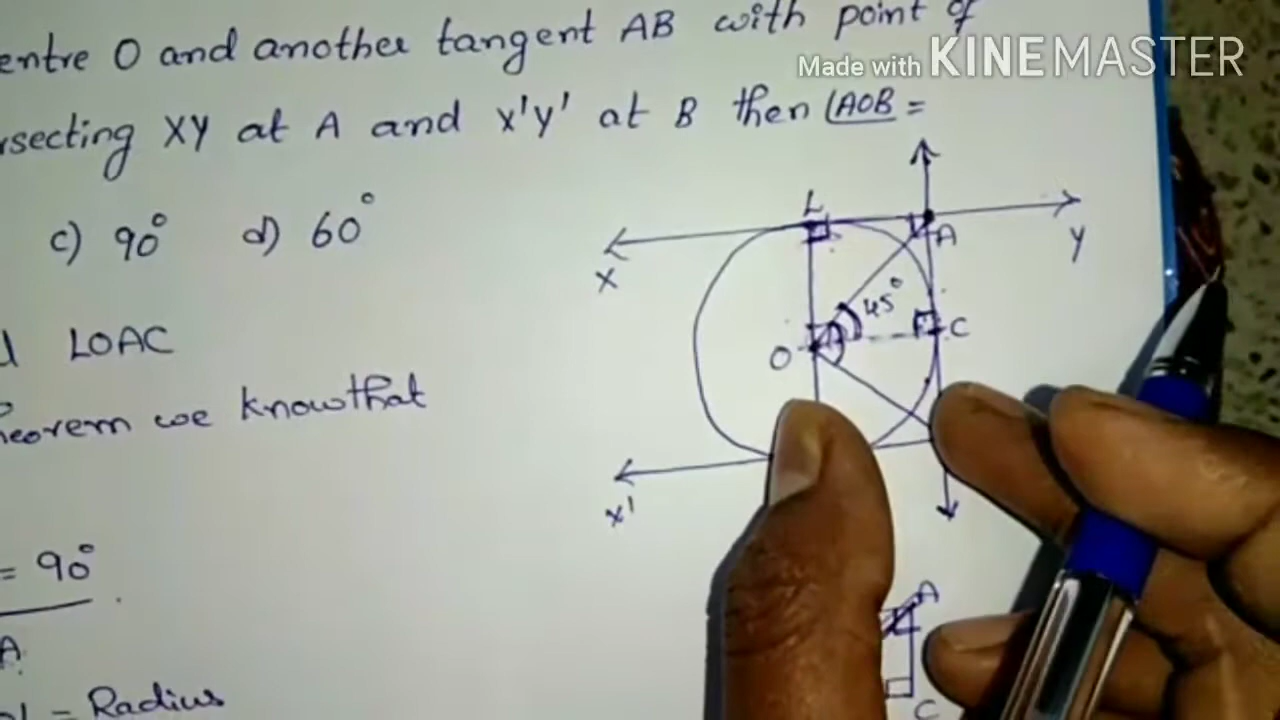 entre O and another tangent AB with point of
Made with KINEMASTER
rsecting XY at A and x'y' at B then ∠AOB =
c) 90° d) 60°
L
A
X
Y
45°
O
C
LOAC
heorem we know that
x'
= 90°
A
A
= Radius
C